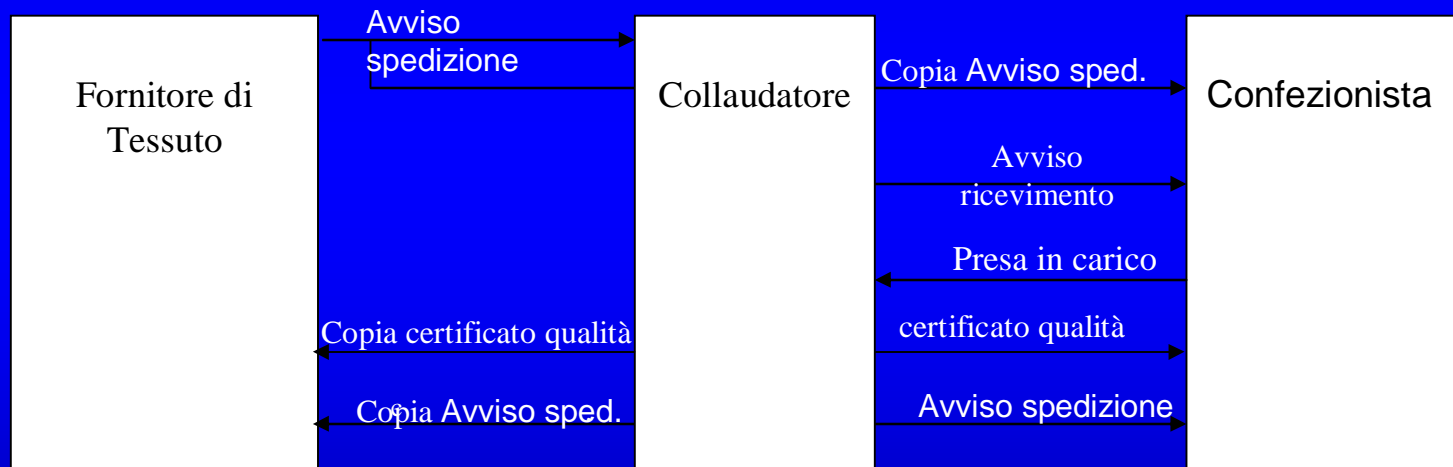 Avviso
spedizione
Fornitore di
Tessuto
Collaudatore
Copia Avviso sped.
Confezionista
Avviso
ricevimento
Presa in carico
Copia certificato qualità
certificato qualità
Copia Avviso sped.
Avviso spedizione